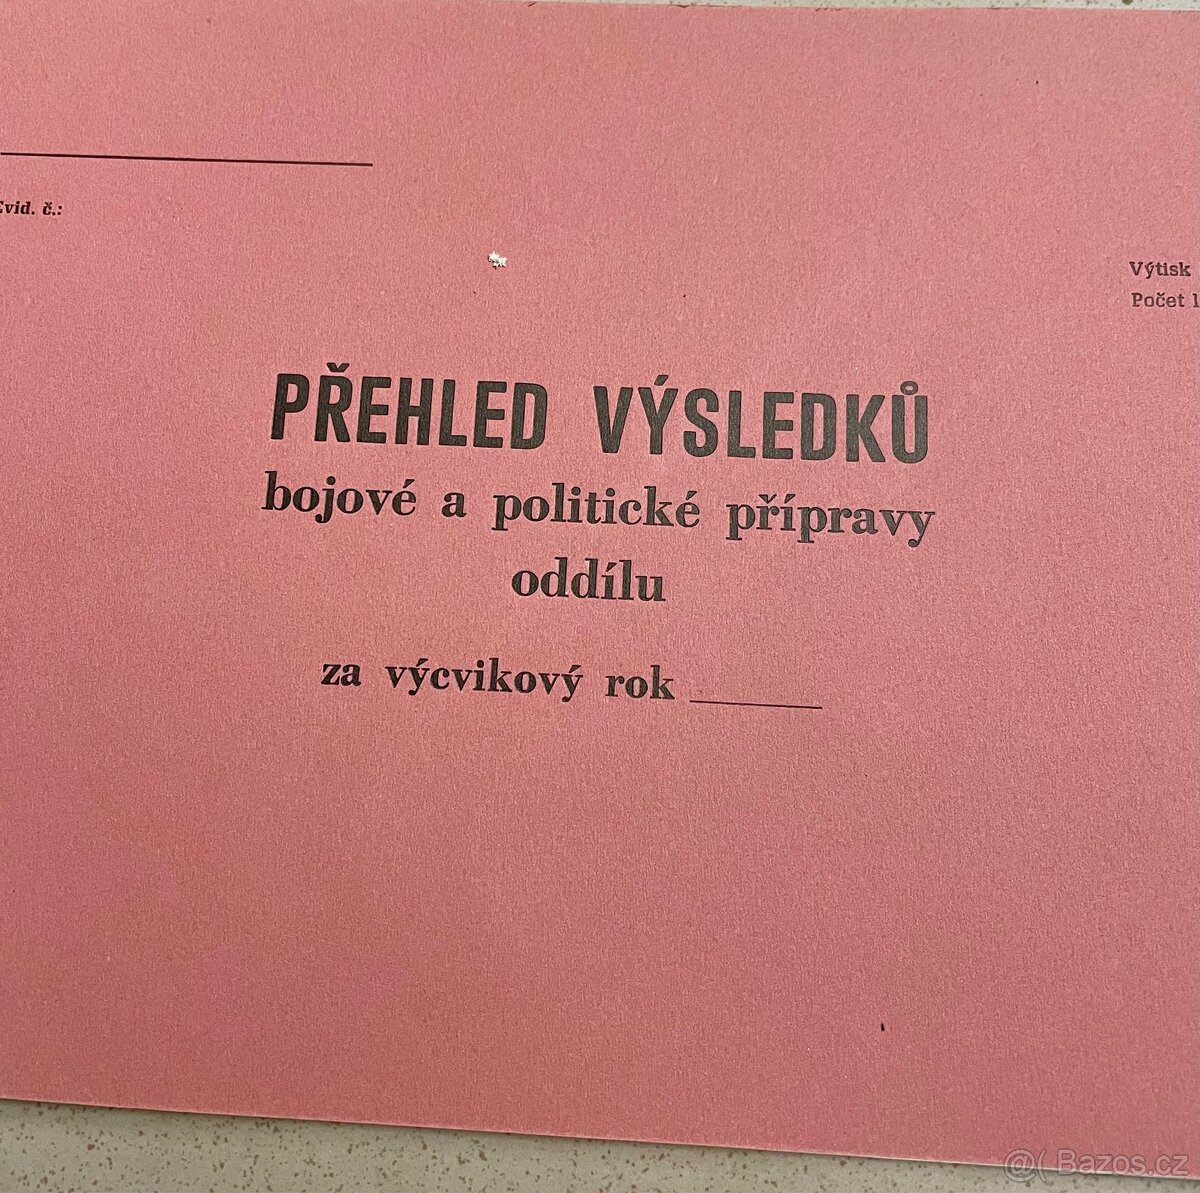 Evid. č.:
Výtisk
Počet l
PŘEHLED VÝSLEDKŮ
bojové a politické přípravy
oddílu
za výcvikový rok
@( Bazos.cz